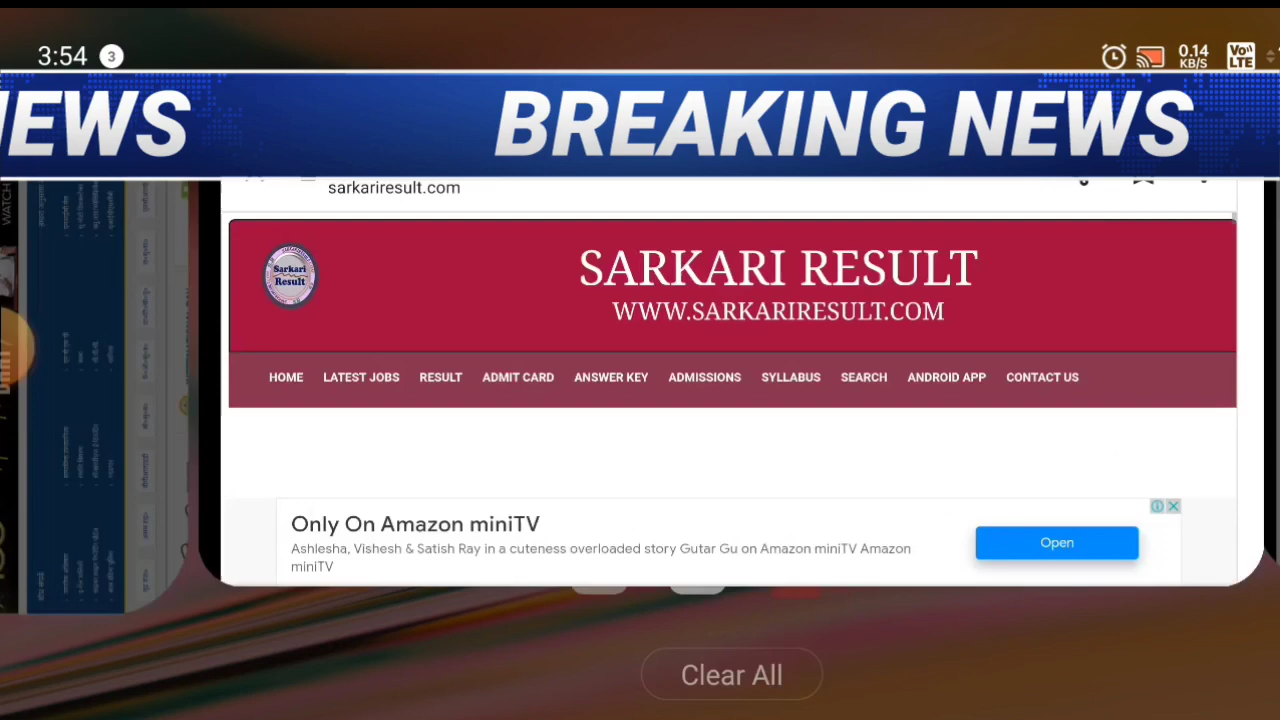 3:54 3
0.14
KB/S
Vo
LTE
NEWS BREAKING NEWS
WATCH
sarkariresult.com
Sarkari
Result
SARKARI RESULT
WWW.SARKARIRESULT.COM
HOME LATEST JOBS RESULT ADMIT CARD ANSWER KEY ADMISSIONS SYLLABUS SEARCH ANDROID APP CONTACT US
Only On Amazon miniTV
Ashlesha, Vishesh & Satish Ray in a cuteness overloaded story Gutar Gu on Amazon miniTV Amazon
miniTV
Open
Clear All